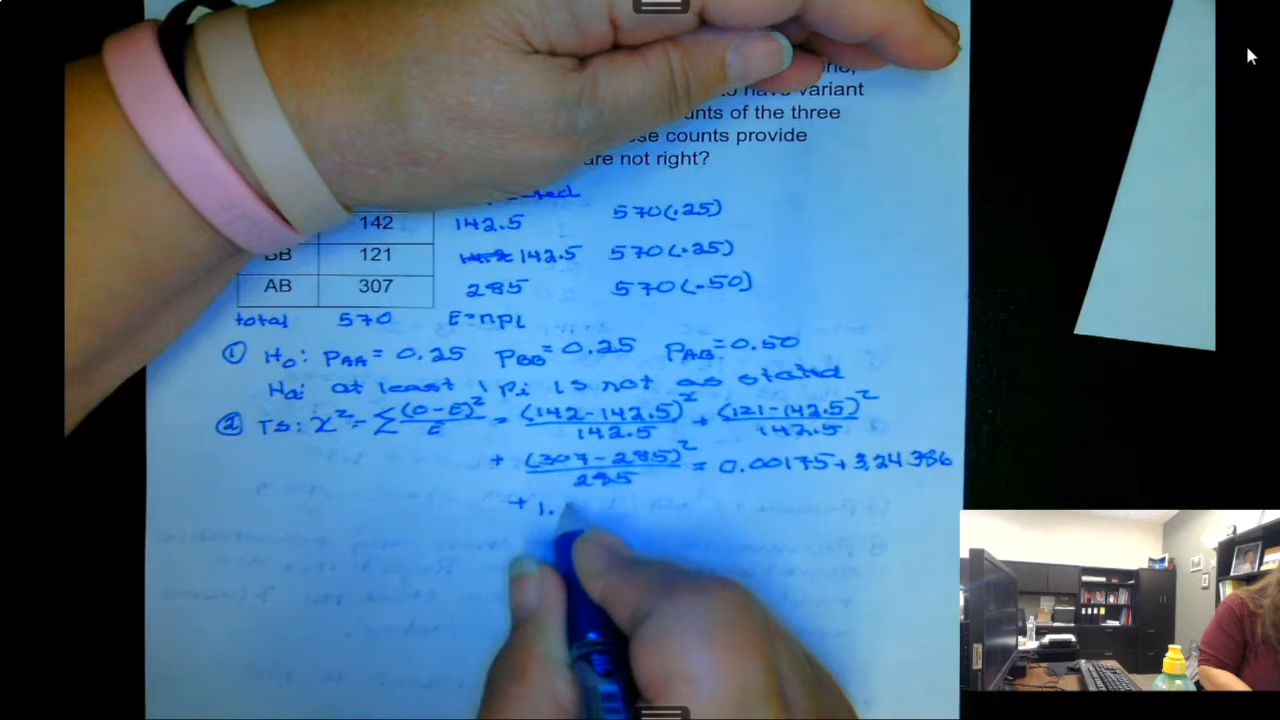 to have variant
unts of the three
se counts provide
are not right?
142 142.5 570(.25)
BB 121 142.5 570(.25)
AB 307 285 570(.50)
total 570 E=npi
① H₀: PAA = 0.25 PBB = 0.25 PAB = 0.50
Ha: at least 1 pi is not as stated
② TS: χ² = Σ (O-E)²/E = (142-142.5)²/142.5 + (121-142.5)²/142.5
+ (307-285)²/285 = 0.00175 + 3.24386
+ 1.